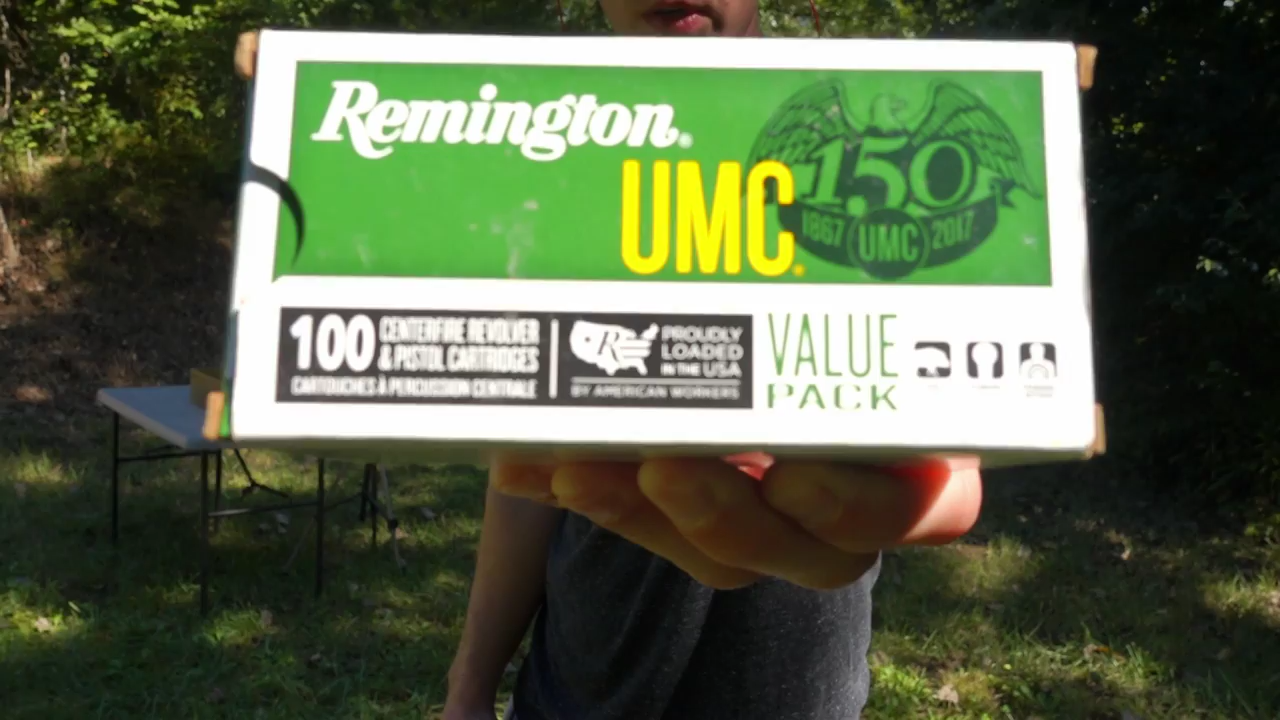 Remington®
UMC®
150
1867 UMC 2017
100 CENTERFIRE REVOLVER
& PISTOL CARTRIDGES
CARTOUCHES À PERCUSSION CENTRALE
R PROUDLY
LOADED
IN THE USA
BY AMERICAN WORKERS
VALUE
PACK